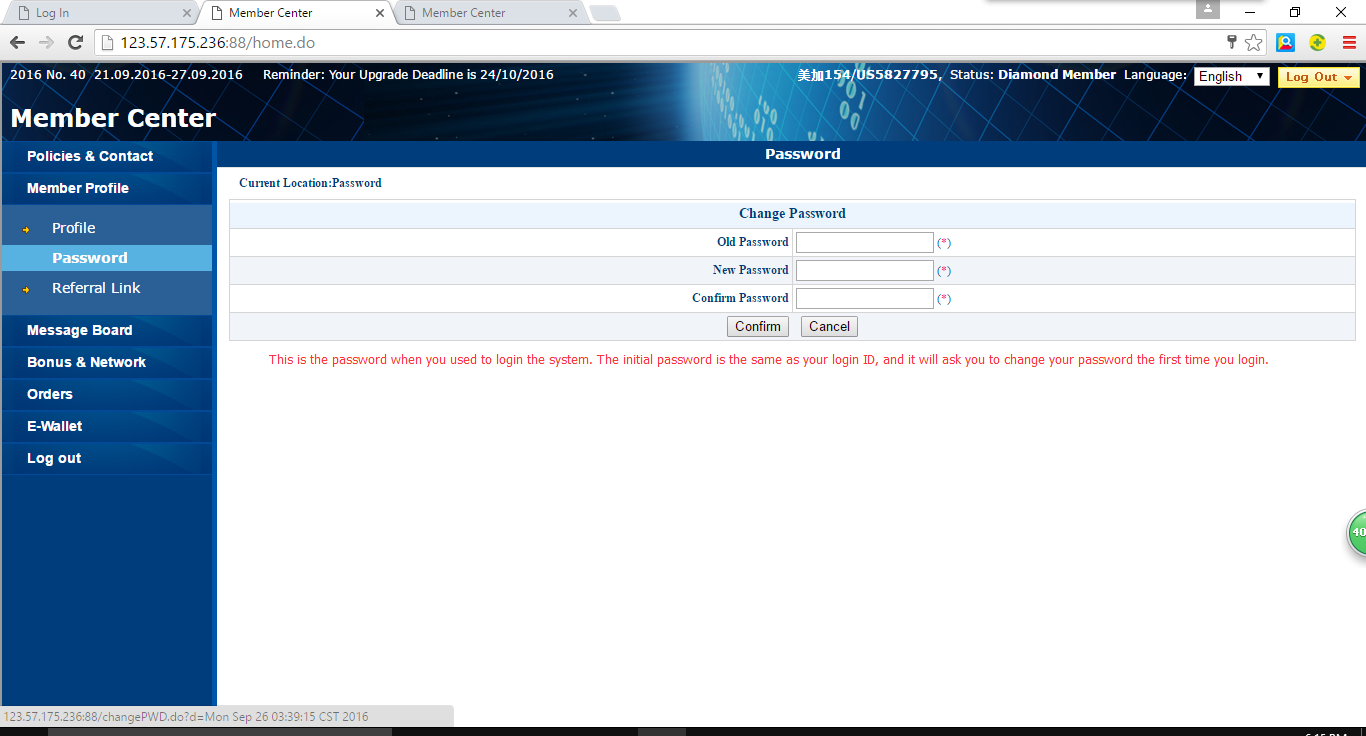 Log In
Member Center
Member Center
123.57.175.236:88/home.do
2016 No. 40 21.09.2016-27.09.2016 Reminder: Your Upgrade Deadline is 24/10/2016
美加154/US5827795, Status: Diamond Member Language: English Log Out
Member Center
Policies & Contact
Member Profile
Profile
Password
Referral Link
Message Board
Bonus & Network
Orders
E-Wallet
Log out
Password
Current Location:Password
Change Password
Old Password (*)
New Password (*)
Confirm Password (*)
Confirm Cancel
This is the password when you used to login the system. The initial password is the same as your login ID, and it will ask you to change your password the first time you login.
40
123.57.175.236:88/changePWD.do?d=Mon Sep 26 03:39:15 CST 2016